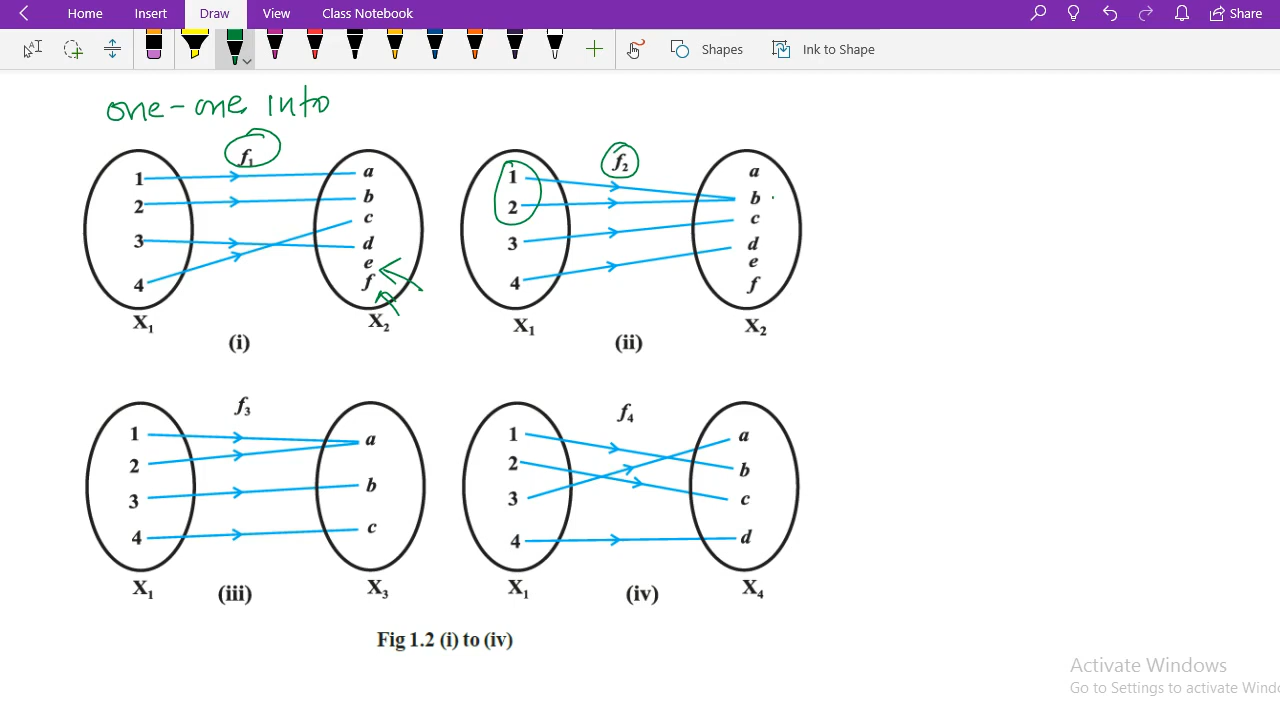 Home Insert Draw View Class Notebook Share
Shapes Ink to Shape
one-one into
f₁
1
2
3
4
a
b
c
d
e
f
X₁
X₂
(i)
f₂
1
2
3
4
a
b
c
d
e
f
X₁
X₂
(ii)
f₃
1
2
3
4
a
b
c
X₁
X₃
(iii)
f₄
1
2
3
4
a
b
c
d
X₁
X₄
(iv)
Fig 1.2 (i) to (iv)
Activate Windows
Go to Settings to activate Windo